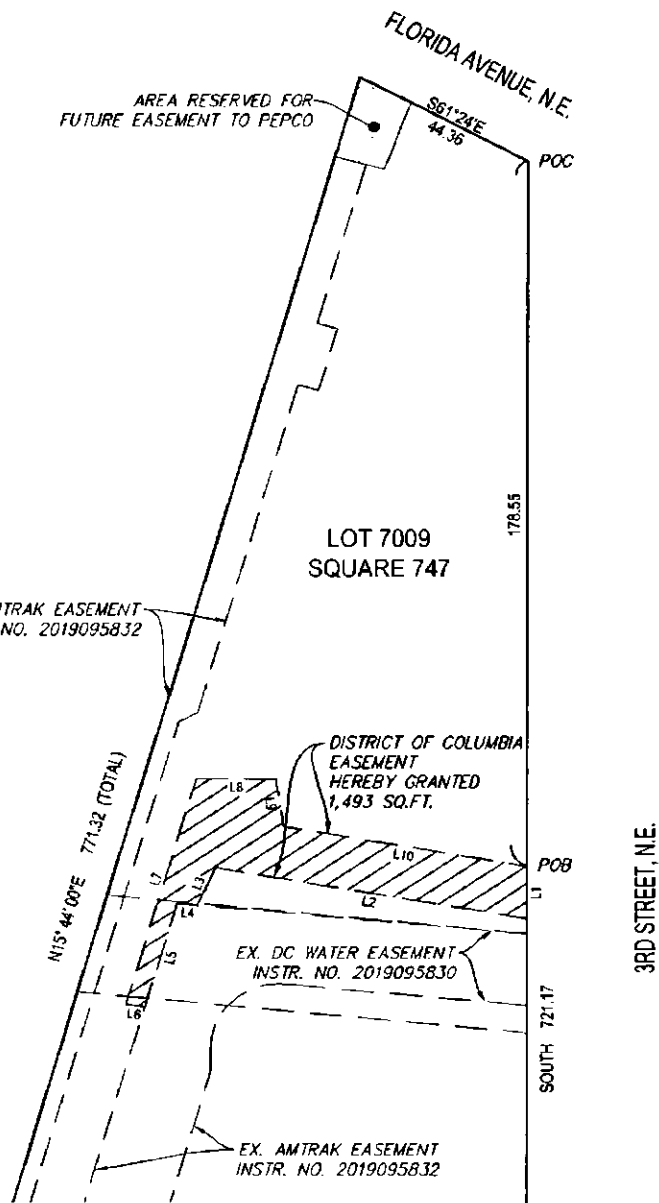 FLORIDA AVENUE, N.E.
AREA RESERVED FOR
FUTURE EASEMENT TO PEPCO
S61°24'E
44.36
POC
178.55
LOT 7009
SQUARE 747
TRAK EASEMENT
NO. 2019095832
DISTRICT OF COLUMBIA
EASEMENT
HEREBY GRANTED
1,493 SQ.FT.
N15°44'00"E 771.32 (TOTAL)
L8
L9
L10
POB
L7
L3
L2
L1
L4
3RD STREET, N.E.
EX. DC WATER EASEMENT
INSTR. NO. 2019095830
L5
L6
SOUTH 721.17
EX. AMTRAK EASEMENT
INSTR. NO. 2019095832